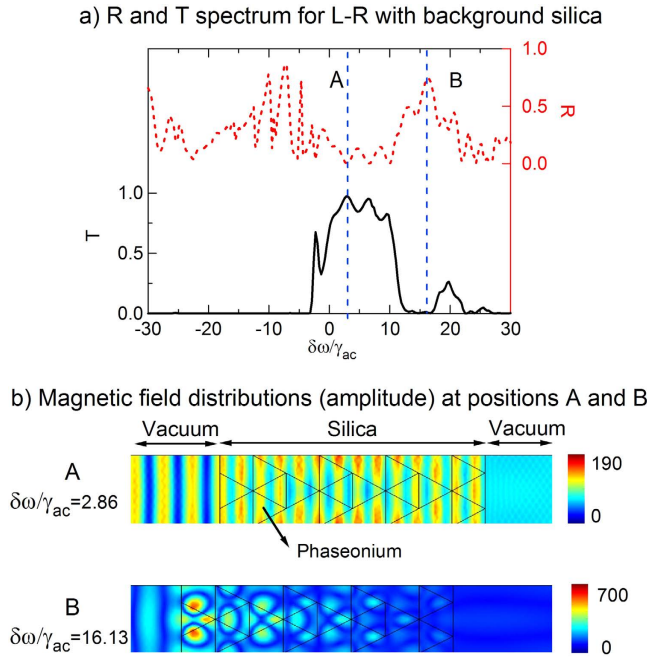 a) R and T spectrum for L-R with background silica
1.0
A
B
0.5
R
0.0
1.0
T
0.5
0.0
-30 -20 -10 0 10 20 30
δω/γac
b) Magnetic field distributions (amplitude) at positions A and B
Vacuum Silica Vacuum
A
190
δω/γac=2.86
0
Phaseonium
B
700
δω/γac=16.13
0